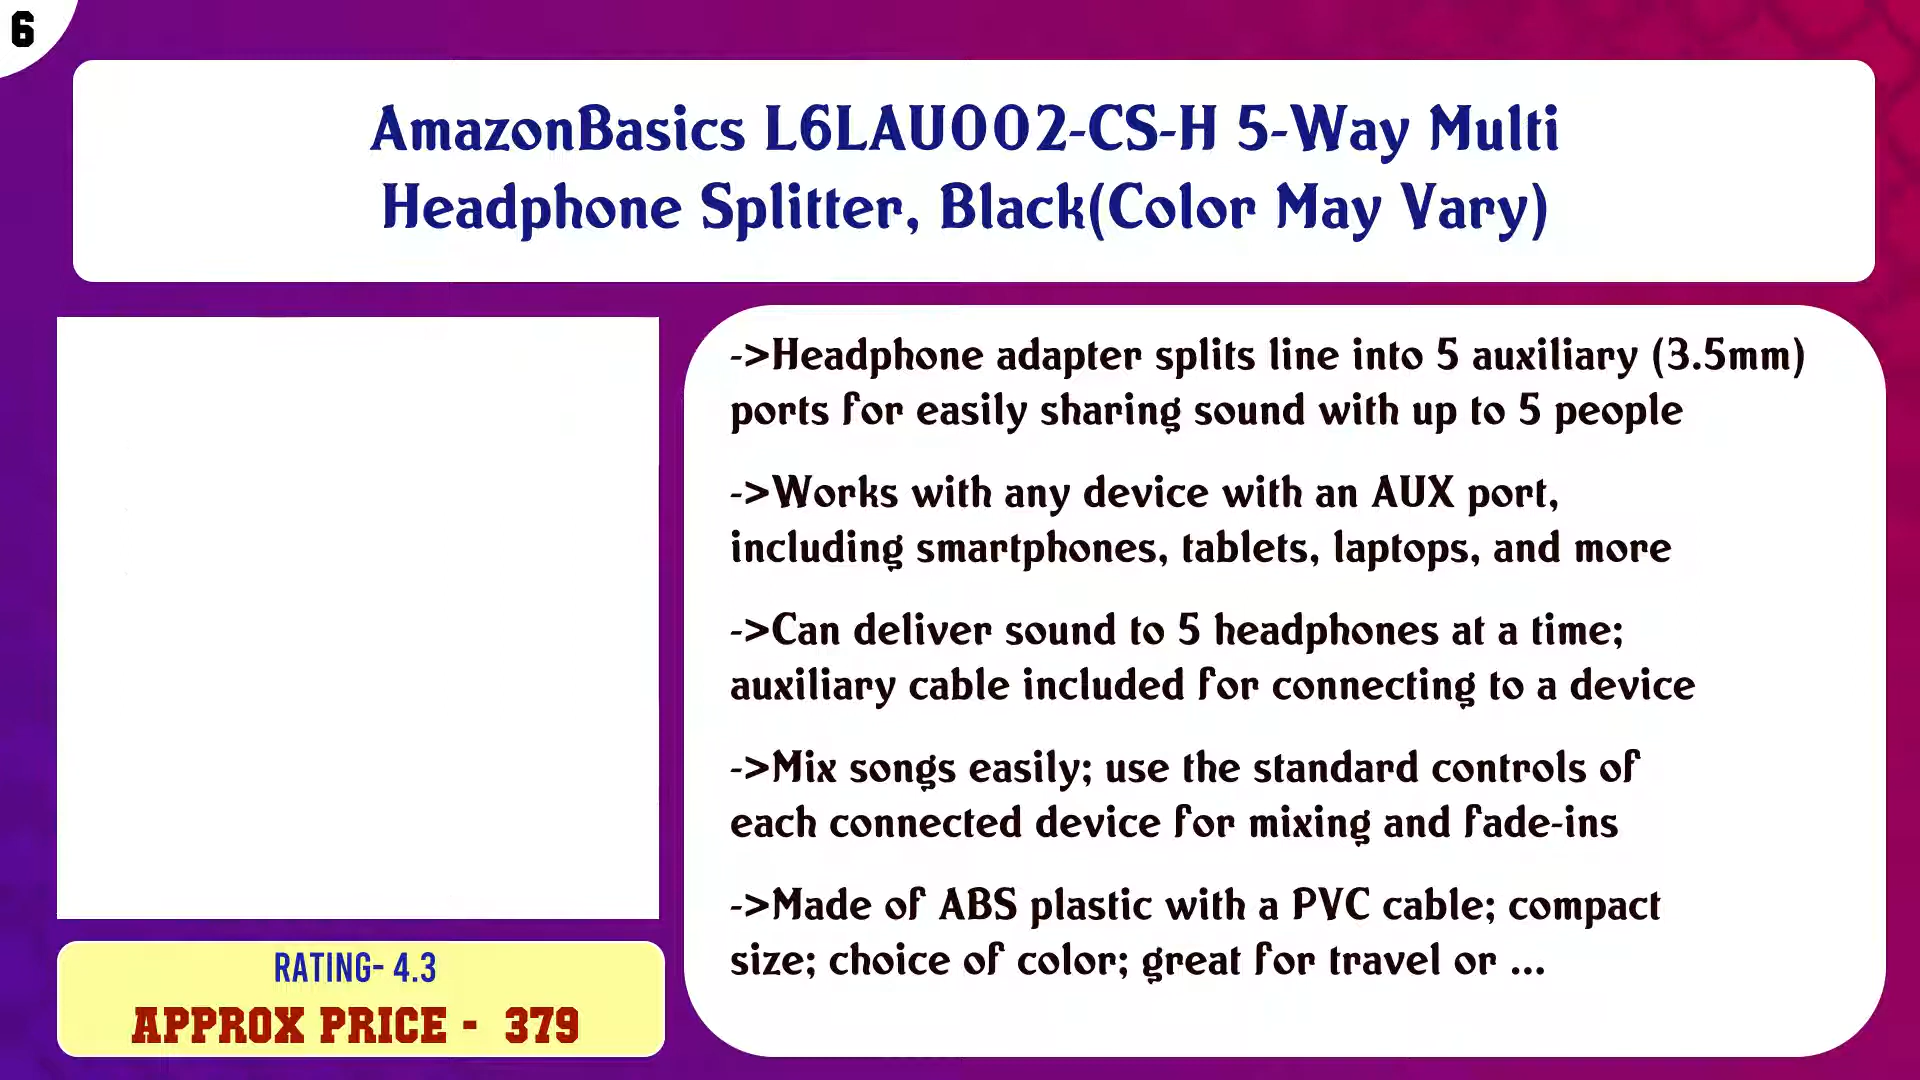 6
AmazonBasics L6LAU002-CS-H 5-Way Multi
Headphone Splitter, Black(Color May Vary)
->Headphone adapter splits line into 5 auxiliary (3.5mm)
ports for easily sharing sound with up to 5 people
->Works with any device with an AUX port,
including smartphones, tablets, laptops, and more
->Can deliver sound to 5 headphones at a time;
auxiliary cable included for connecting to a device
->Mix songs easily; use the standard controls of
each connected device for mixing and fade-ins
->Made of ABS plastic with a PVC cable; compact
size; choice of color; great for travel or ...
RATING- 4.3
APPROX PRICE - 379